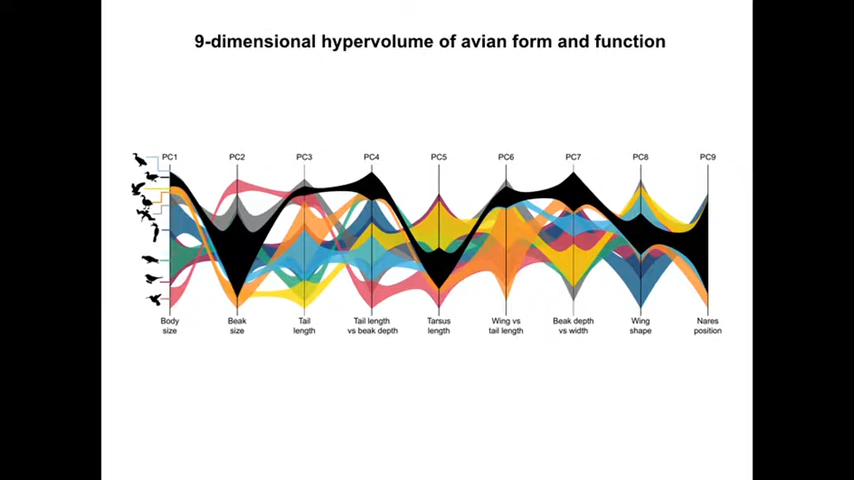 9-dimensional hypervolume of avian form and function
PC1 PC2 PC3 PC4 PC5 PC6 PC7 PC8 PC9
Body size
Beak size
Tail length
Tail length vs beak depth
Tarsus length
Wing vs tail length
Beak depth vs width
Wing shape
Nares position